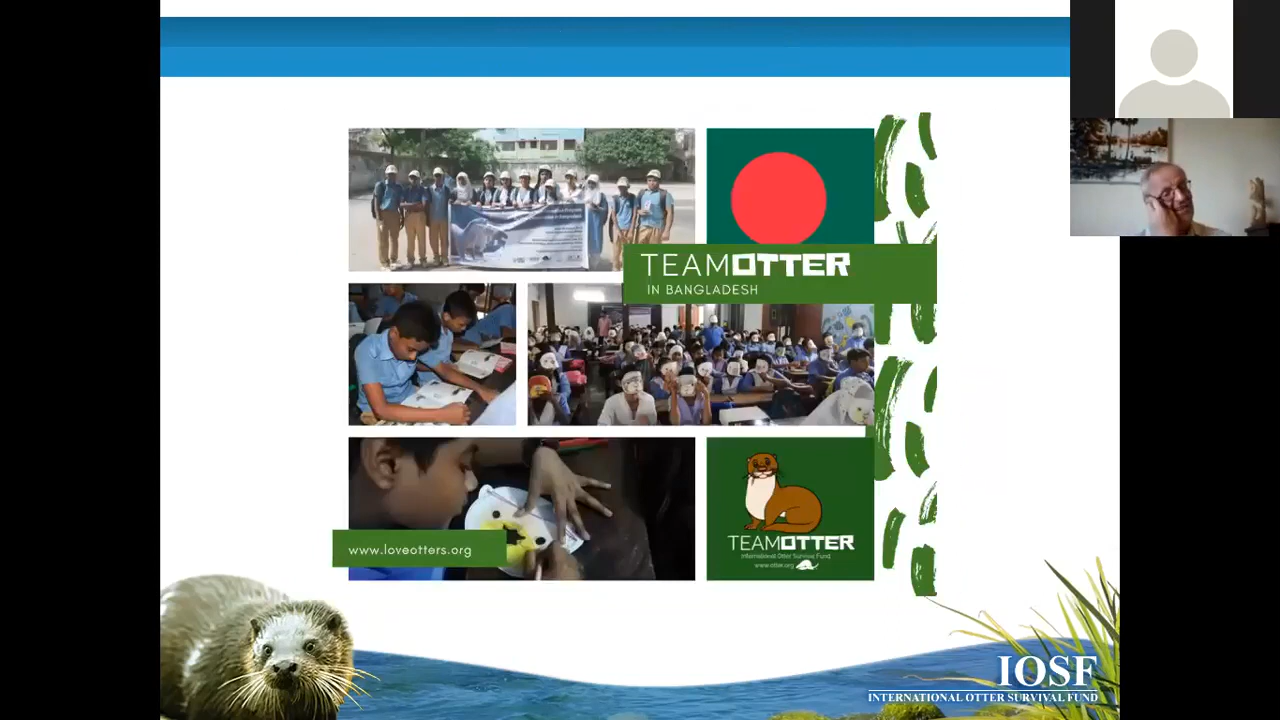 TEAMOTTER
IN BANGLADESH
www.loveotters.org
TEAMOTTER
International Otter Survival Fund
www.otter.org
IOSF
INTERNATIONAL OTTER SURVIVAL FUND